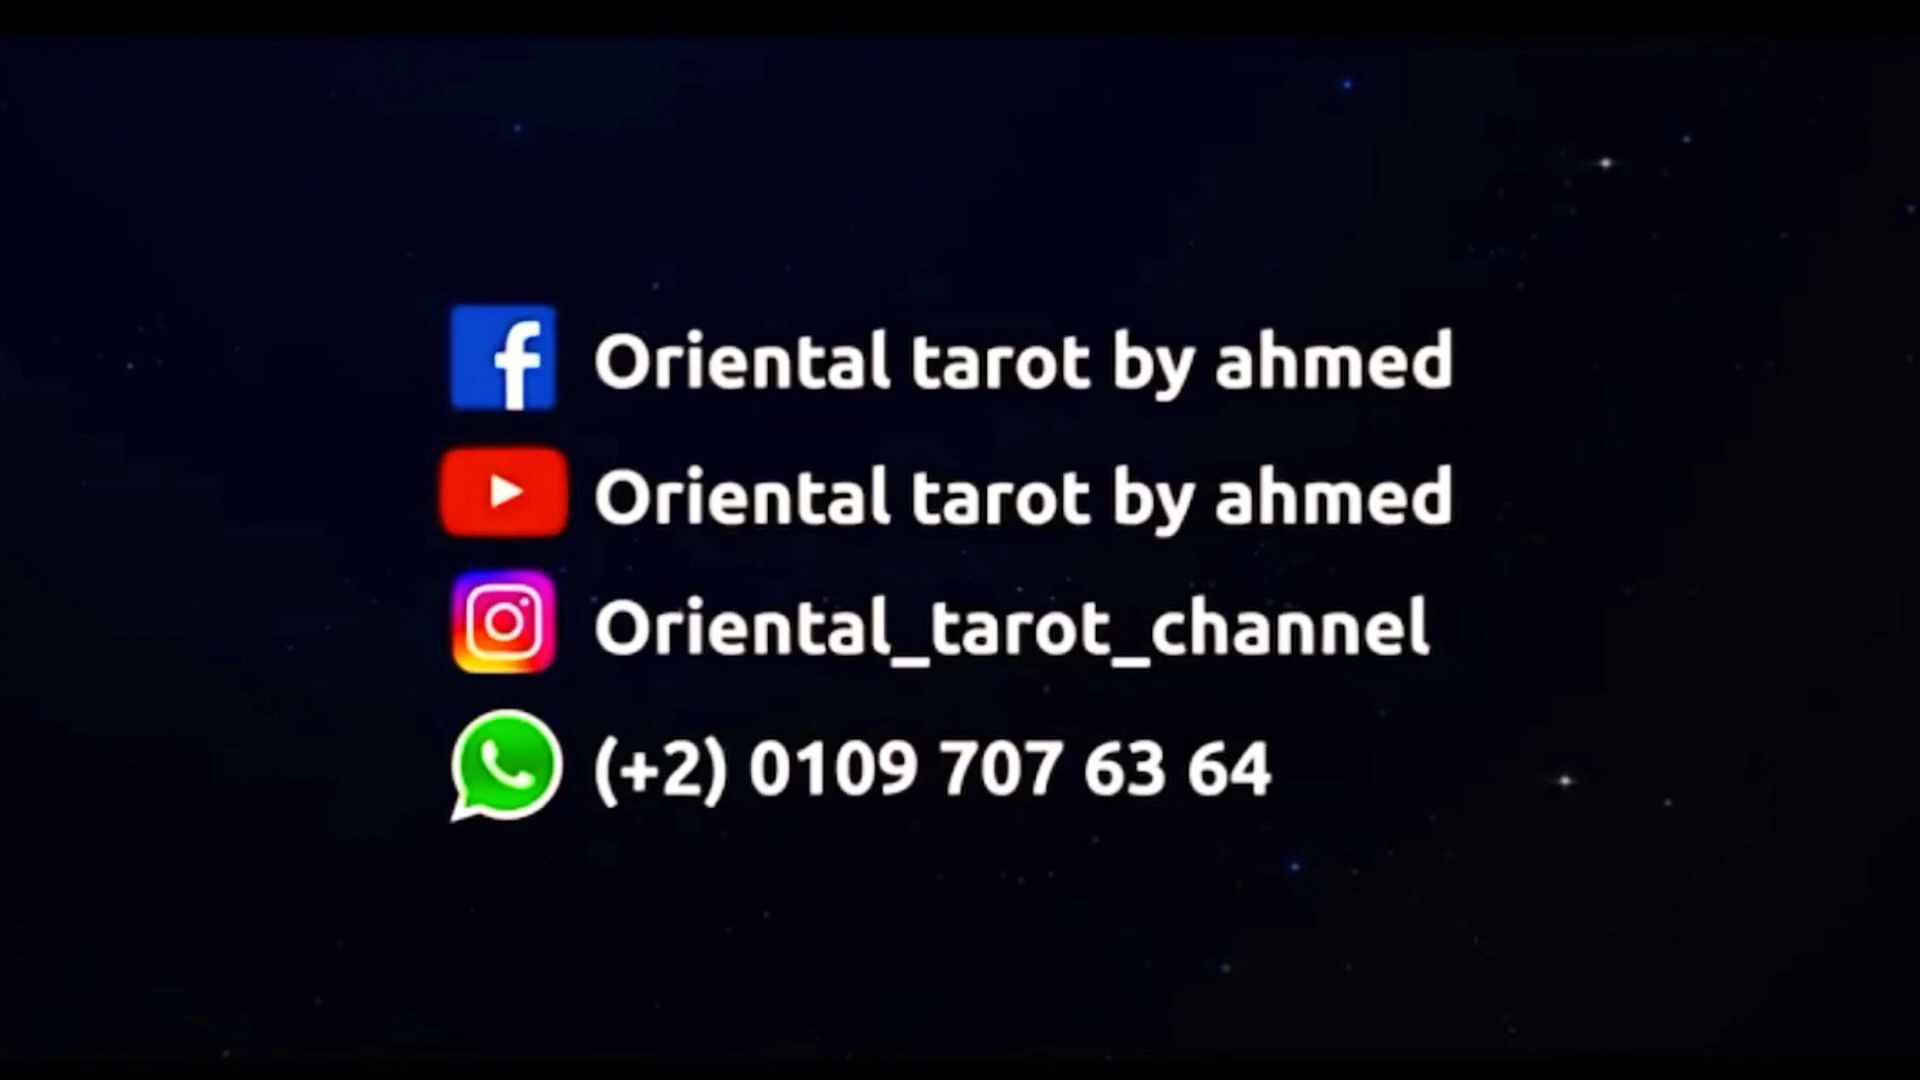 Oriental tarot by ahmed
Oriental tarot by ahmed
Oriental_tarot_channel
(+2) 0109 707 63 64